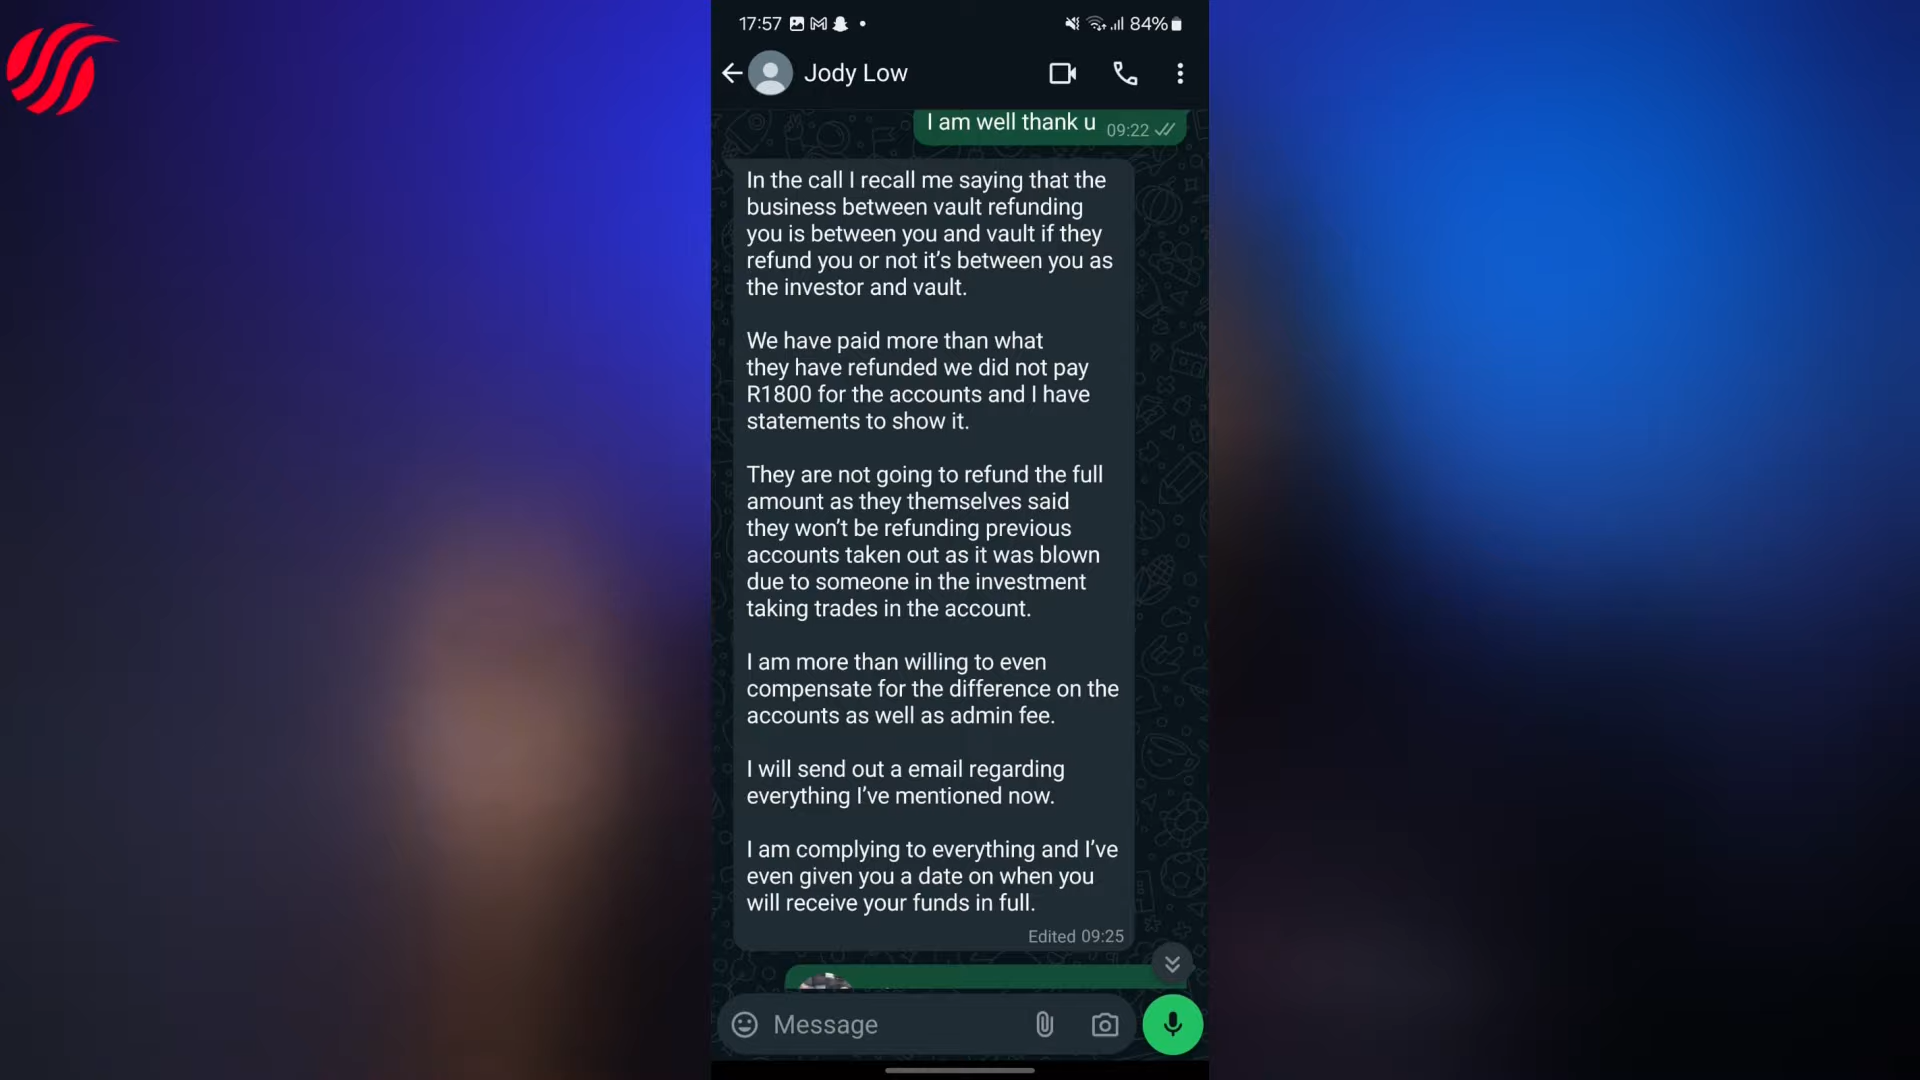 17:57
84%
Jody Low
I am well thank u 09:22
In the call I recall me saying that the
business between vault refunding
you is between you and vault if they
refund you or not it’s between you as
the investor and vault.
We have paid more than what
they have refunded we did not pay
R1800 for the accounts and I have
statements to show it.
They are not going to refund the full
amount as they themselves said
they won’t be refunding previous
accounts taken out as it was blown
due to someone in the investment
taking trades in the account.
I am more than willing to even
compensate for the difference on the
accounts as well as admin fee.
I will send out a email regarding
everything I’ve mentioned now.
I am complying to everything and I’ve
even given you a date on when you
will receive your funds in full.
Edited 09:25
Message